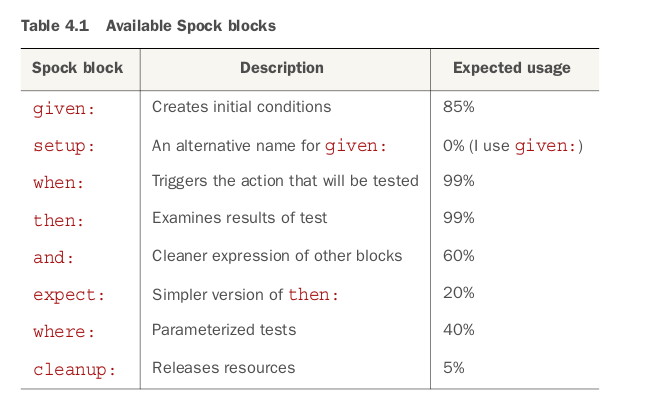 Table 4.1 Available Spock blocks
Spock block Description Expected usage
given: Creates initial conditions 85%
setup: An alternative name for given: 0% (I use given:)
when: Triggers the action that will be tested 99%
then: Examines results of test 99%
and: Cleaner expression of other blocks 60%
expect: Simpler version of then: 20%
where: Parameterized tests 40%
cleanup: Releases resources 5%